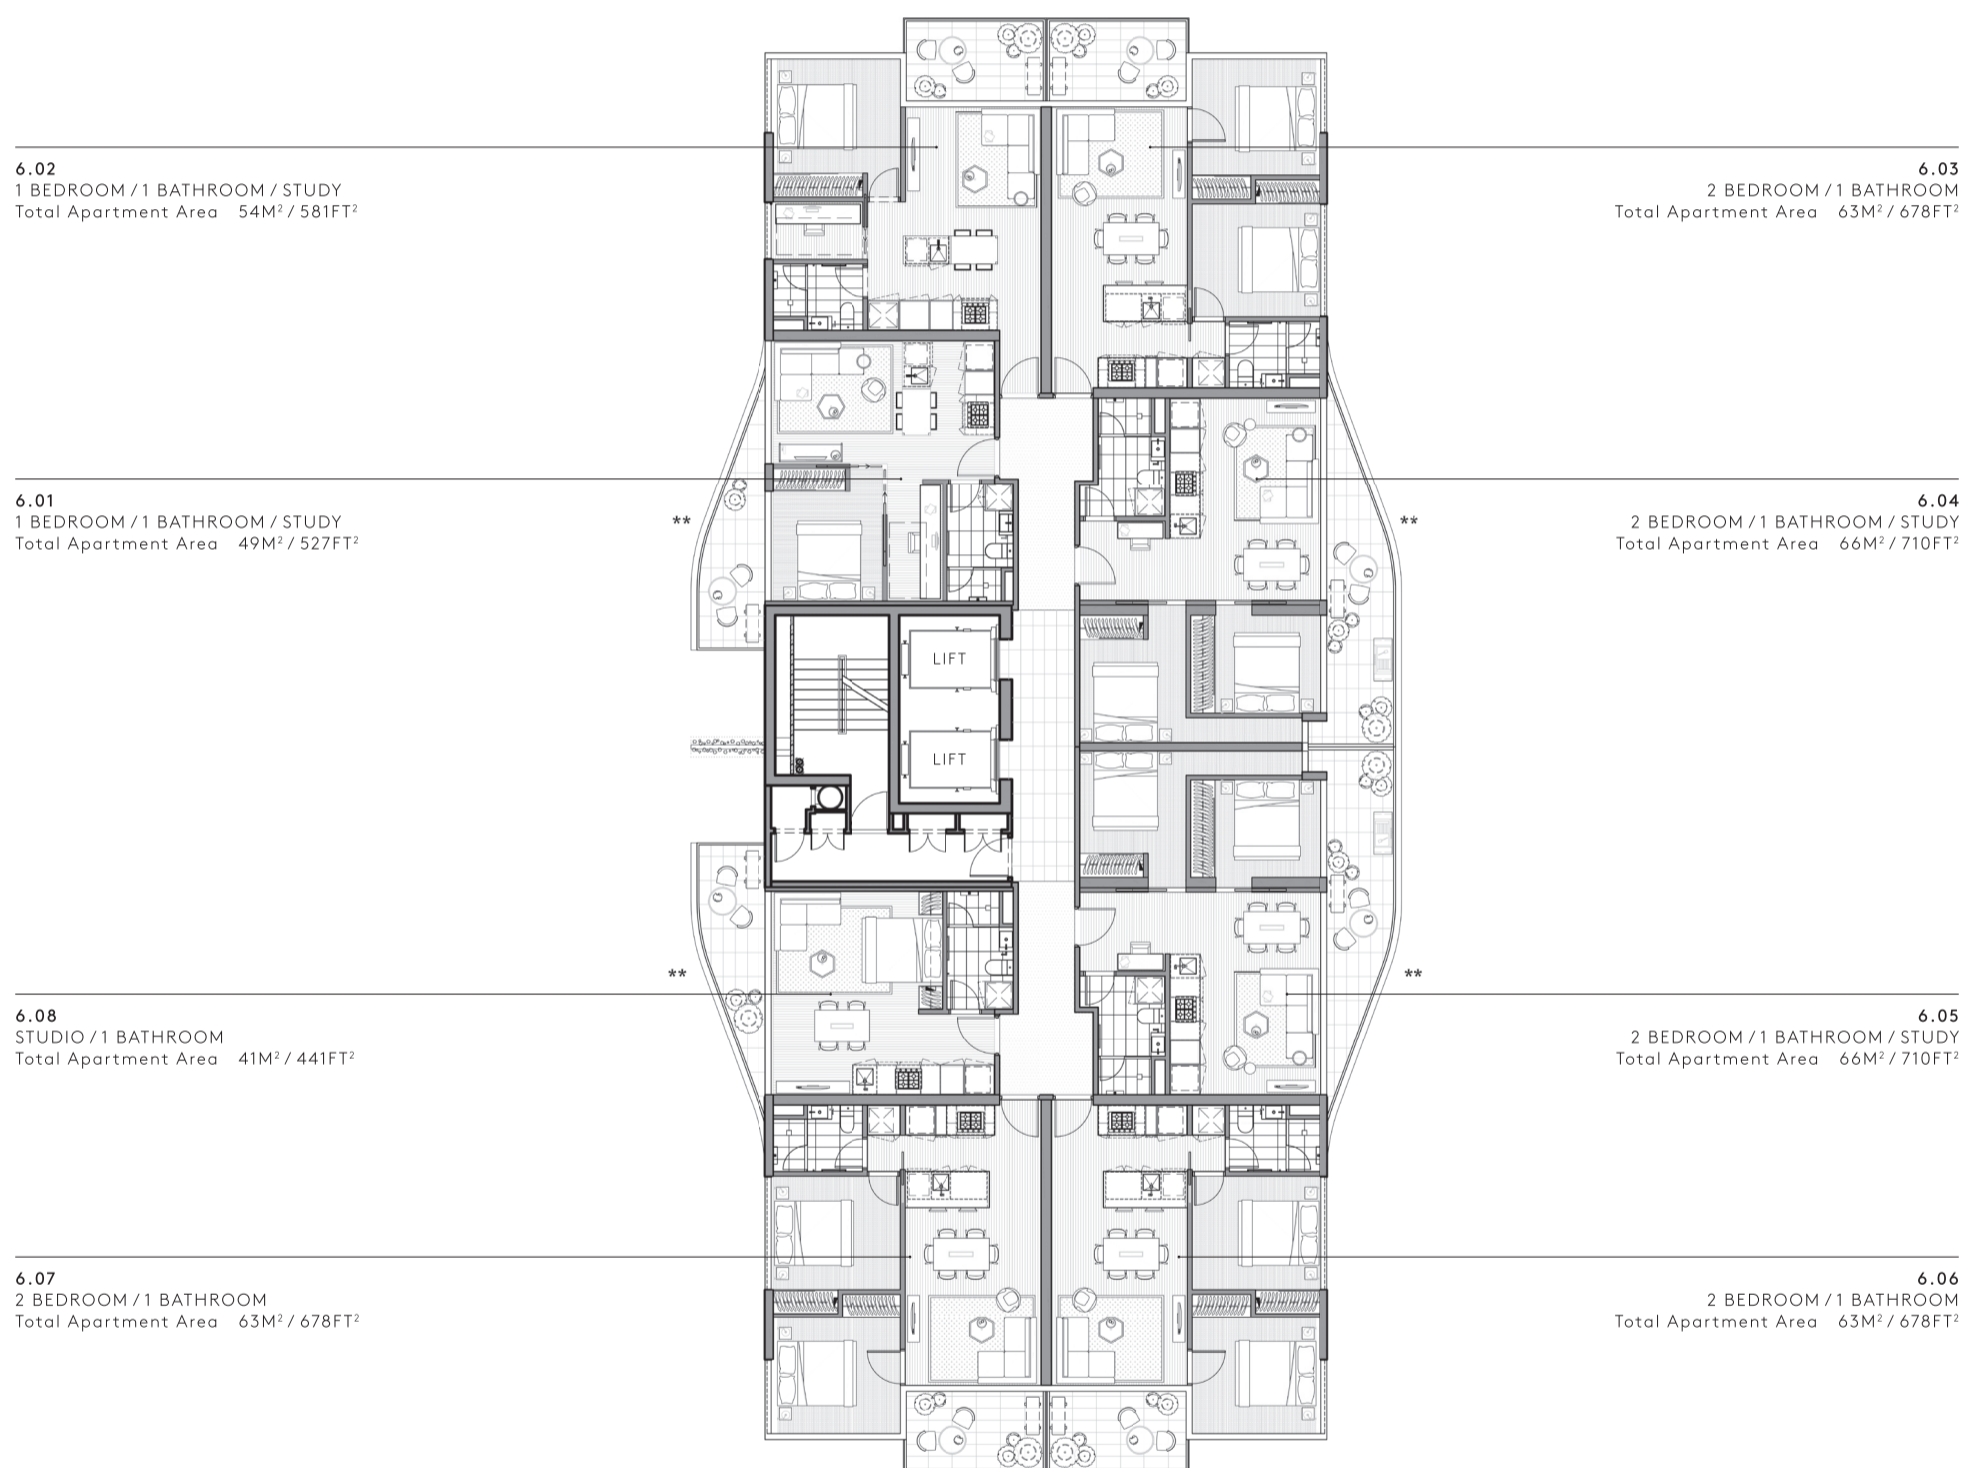 6.02
1 BEDROOM / 1 BATHROOM / STUDY
Total Apartment Area 54M² / 581FT²
6.03
2 BEDROOM / 1 BATHROOM
Total Apartment Area 63M² / 678FT²
6.01
1 BEDROOM / 1 BATHROOM / STUDY
Total Apartment Area 49M² / 527FT²
**
**
6.04
2 BEDROOM / 1 BATHROOM / STUDY
Total Apartment Area 66M² / 710FT²
LIFT
LIFT
**
**
6.08
STUDIO / 1 BATHROOM
Total Apartment Area 41M² / 441FT²
6.05
2 BEDROOM / 1 BATHROOM / STUDY
Total Apartment Area 66M² / 710FT²
6.07
2 BEDROOM / 1 BATHROOM
Total Apartment Area 63M² / 678FT²
6.06
2 BEDROOM / 1 BATHROOM
Total Apartment Area 63M² / 678FT²